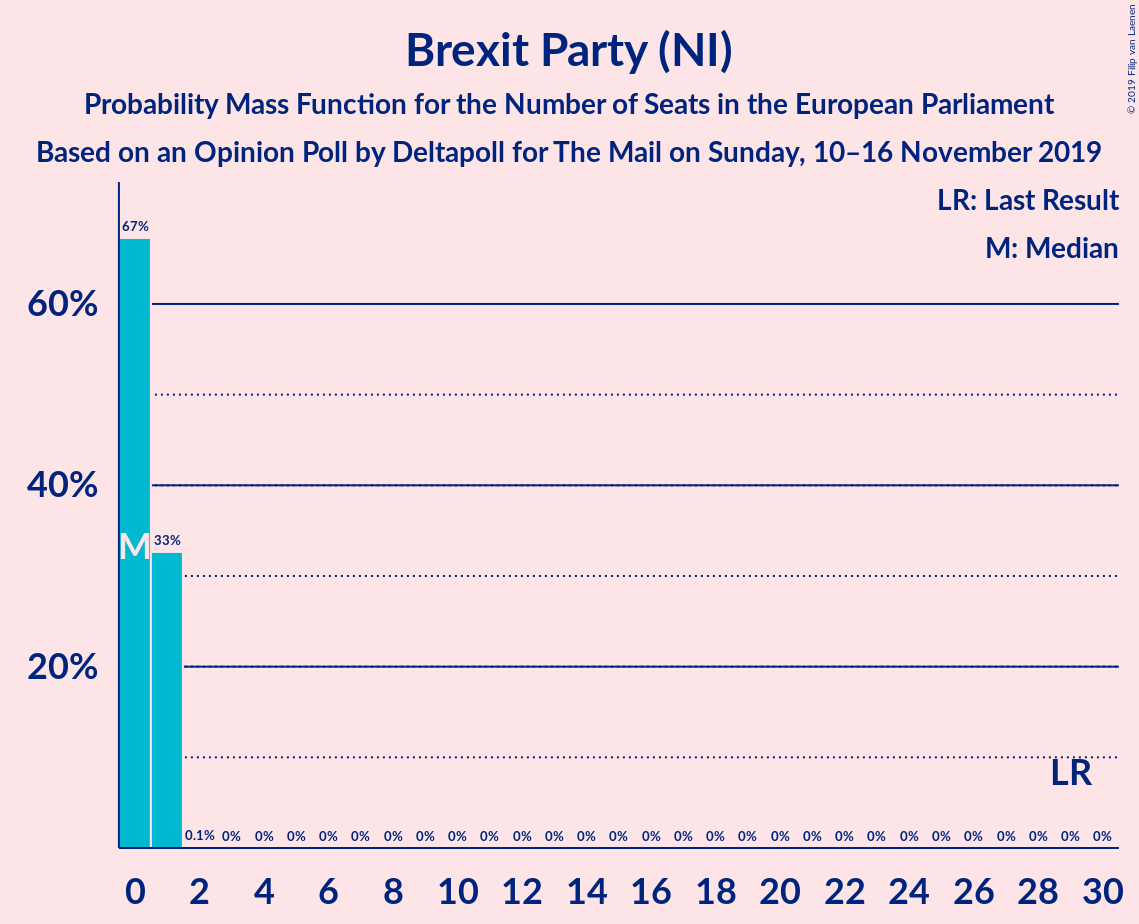 Brexit Party (NI)
Probability Mass Function for the Number of Seats in the European Parliament
Based on an Opinion Poll by Deltapoll for The Mail on Sunday, 10–16 November 2019
© 2019 Filip van Laenen
LR: Last Result
M: Median
67%
60%
40%
M 33%
20%
LR
0.1% 0% 0% 0% 0% 0% 0% 0% 0% 0% 0% 0% 0% 0% 0% 0% 0% 0% 0% 0% 0% 0% 0% 0% 0% 0% 0% 0% 0%
0 2 4 6 8 10 12 14 16 18 20 22 24 26 28 30